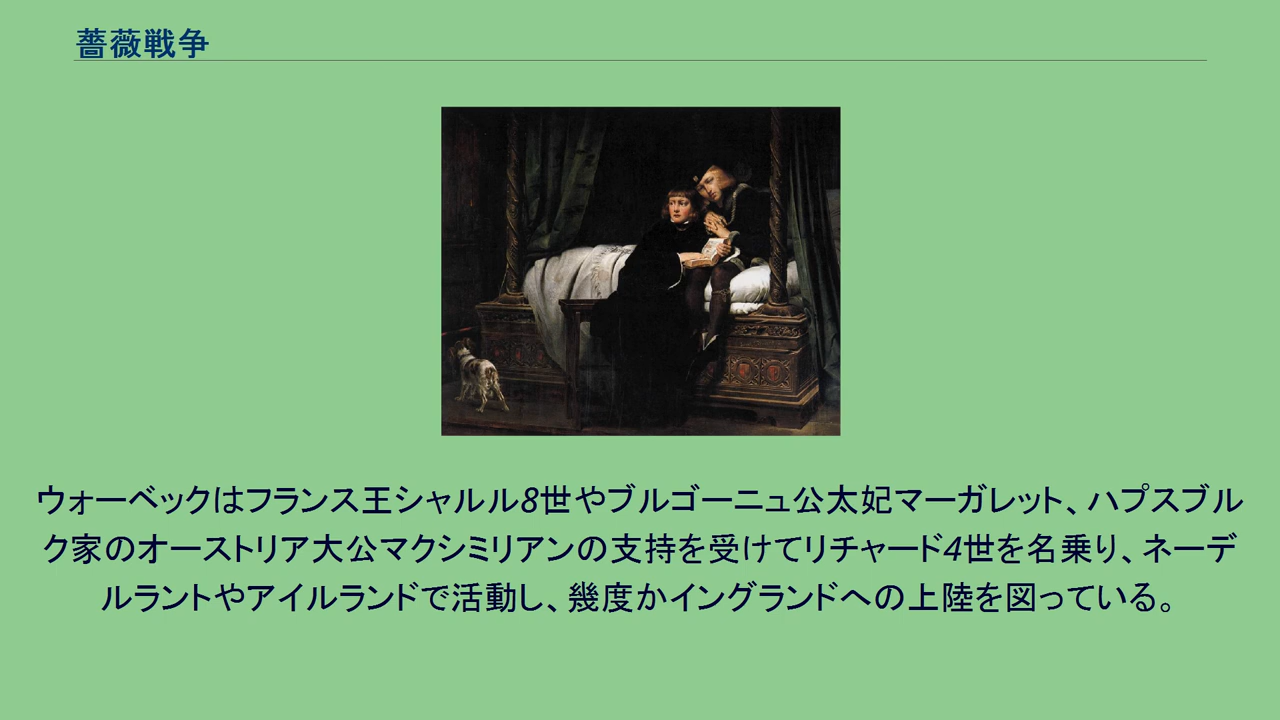 薔薇戦争
ウォーベックはフランス王シャルル8世やブルゴーニュ公太妃マーガレット、ハプスブル
ク家のオーストリア大公マクシミリアンの支持を受けてリチャード4世を名乗り、ネーデ
ルラントやアイルランドで活動し、幾度かイングランドへの上陸を図っている。